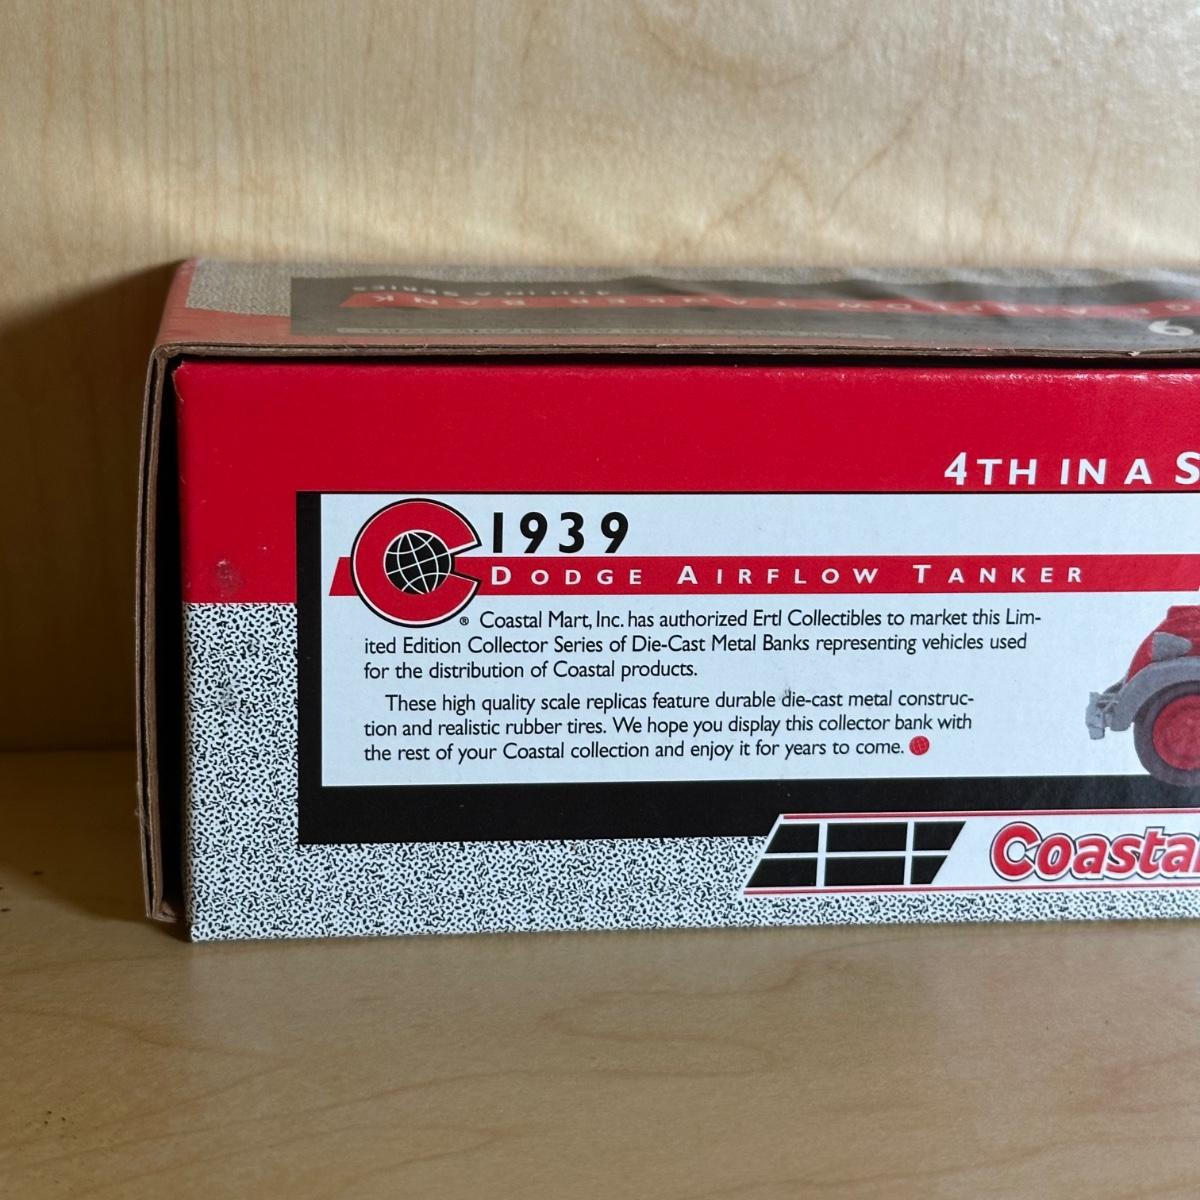 4TH IN A S
1939
DODGE AIRFLOW TANKER
® Coastal Mart, Inc. has authorized Ertl Collectibles to market this Lim-
ited Edition Collector Series of Die-Cast Metal Banks representing vehicles used
for the distribution of Coastal products.
These high quality scale replicas feature durable die-cast metal construc-
tion and realistic rubber tires. We hope you display this collector bank with
the rest of your Coastal collection and enjoy it for years to come.
Coastal